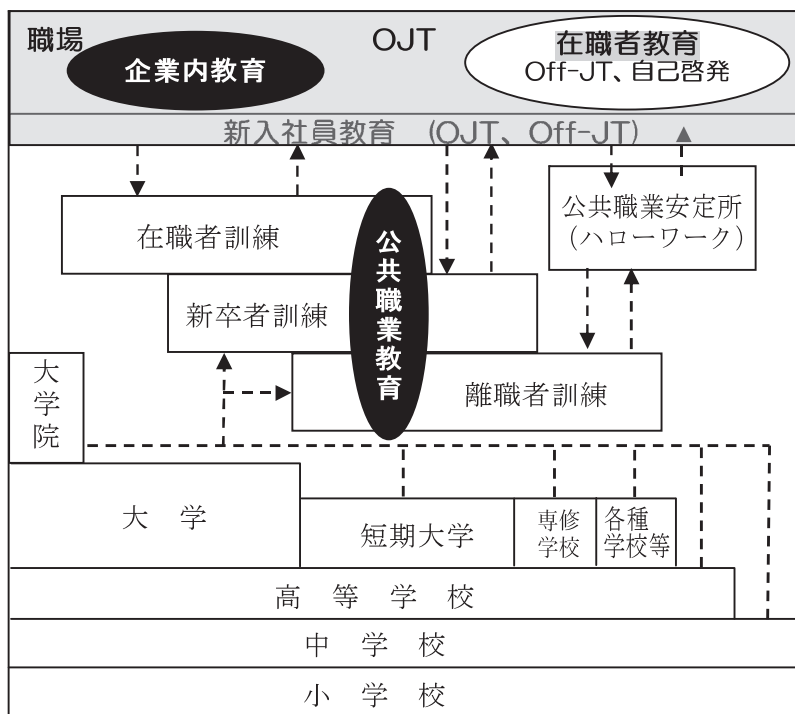 職場
OJT
企業内教育
在職者教育
Off-JT、自己啓発
新入社員教育 (OJT、Off-JT)
在職者訓練
公共職業安定所
(ハローワーク)
公共職業教育
新卒者訓練
離職者訓練
大学院
大 学
短期大学
専修
学校
各種
学校等
高 等 学 校
中 学 校
小 学 校